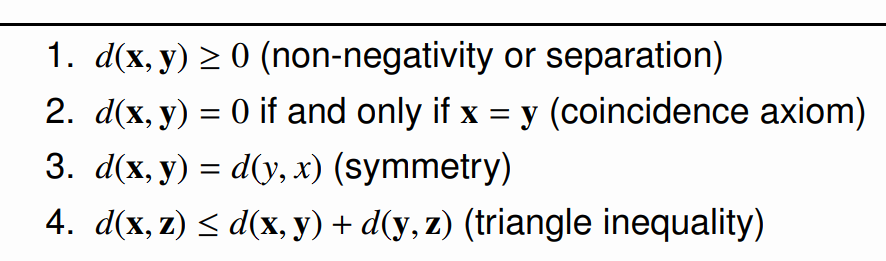 1. d(x, y) ≥ 0 (non-negativity or separation)
2. d(x, y) = 0 if and only if x = y (coincidence axiom)
3. d(x, y) = d(y, x) (symmetry)
4. d(x, z) ≤ d(x, y) + d(y, z) (triangle inequality)